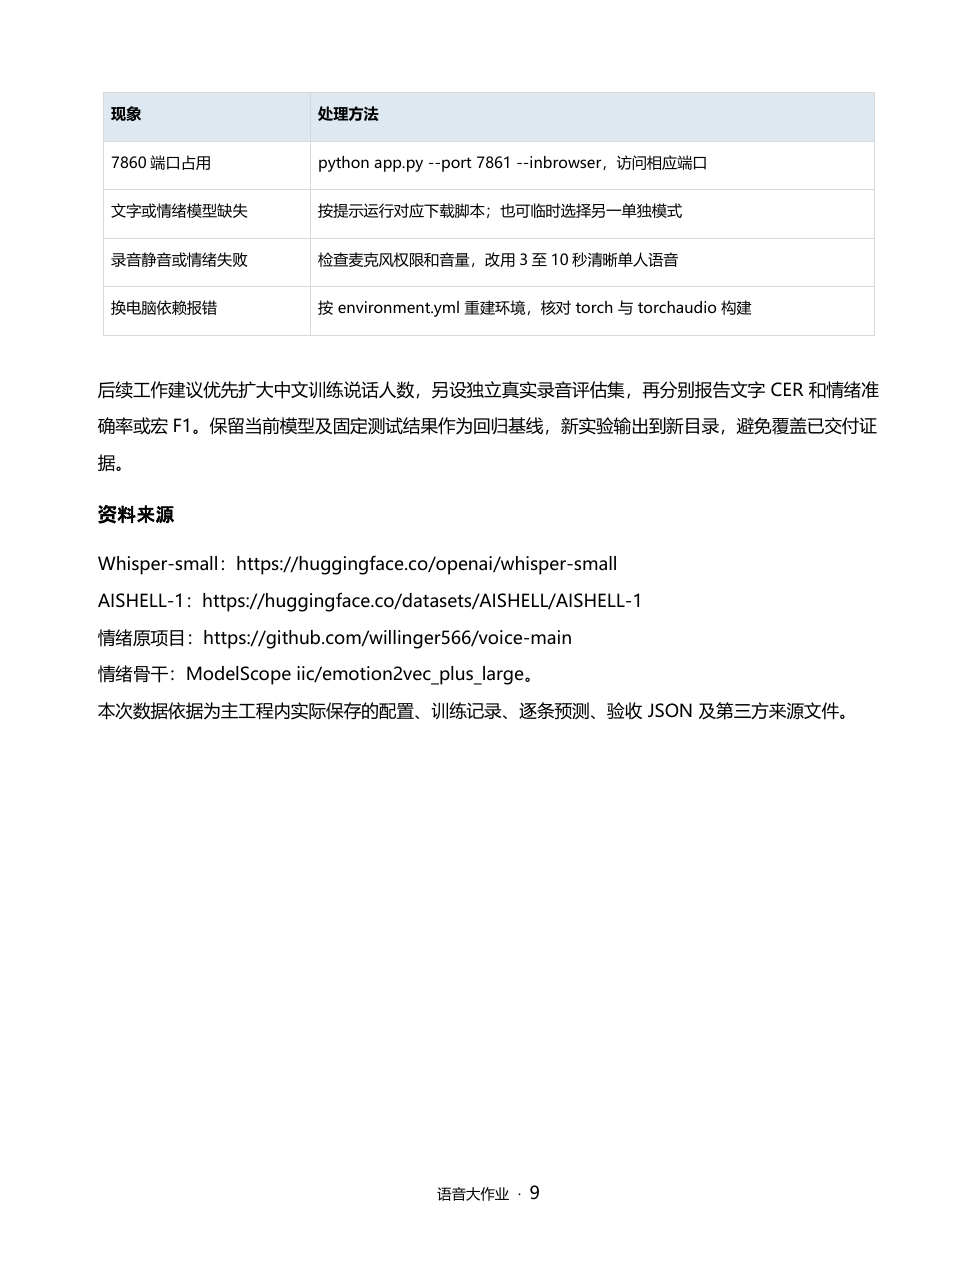 现象 处理方法
7860 端口占用 python app.py --port 7861 --inbrowser，访问相应端口
文字或情绪模型缺失 按提示运行对应下载脚本；也可临时选择另一单独模式
录音静音或情绪失败 检查麦克风权限和音量，改用 3 至 10 秒清晰单人语音
换电脑依赖报错 按 environment.yml 重建环境，核对 torch 与 torchaudio 构建
后续工作建议优先扩大中文训练说话人数，另设独立真实录音评估集，再分别报告文字 CER 和情绪准
确率或宏 F1。保留当前模型及固定测试结果作为回归基线，新实验输出到新目录，避免覆盖已交付证
据。
资料来源
Whisper-small：https://huggingface.co/openai/whisper-small
AISHELL-1：https://huggingface.co/datasets/AISHELL/AISHELL-1
情绪原项目：https://github.com/willinger566/voice-main
情绪骨干：ModelScope iic/emotion2vec_plus_large。
本次数据依据为主工程内实际保存的配置、训练记录、逐条预测、验收 JSON 及第三方来源文件。
语音大作业 · 9